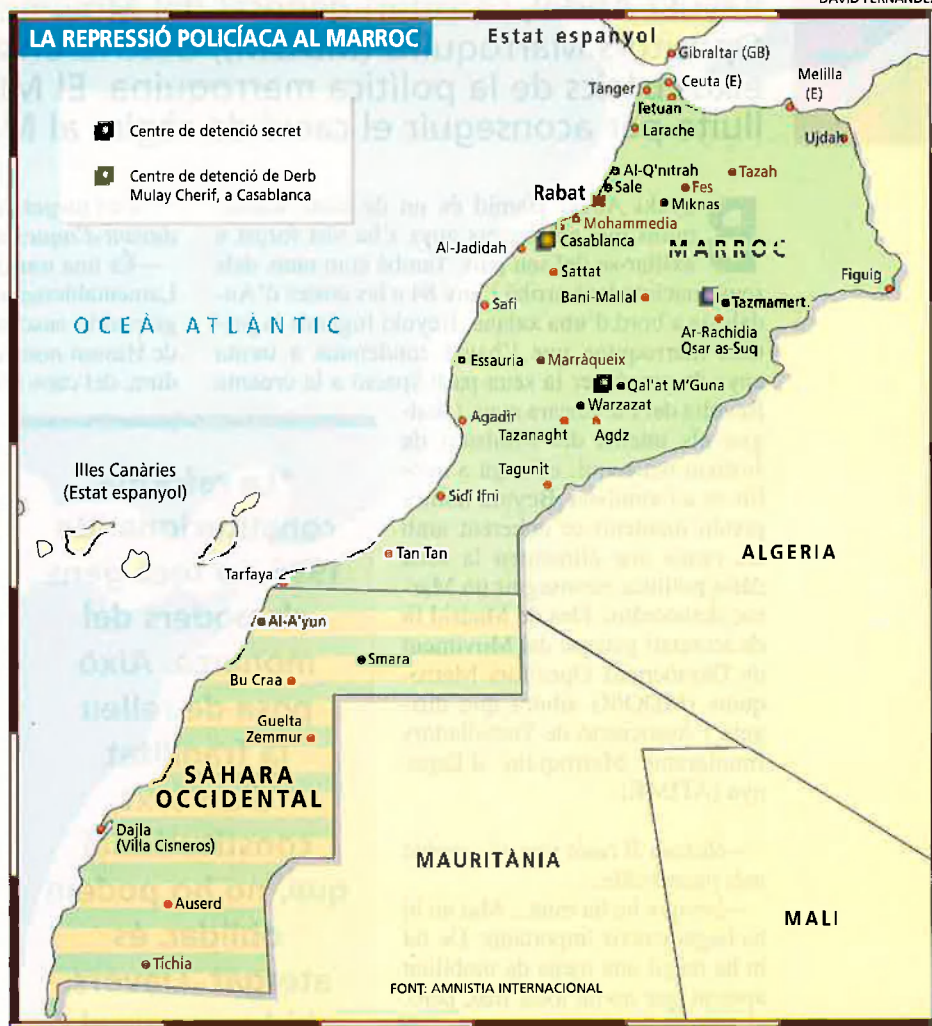 DAVID
LA REPRESSIÓ POLICÍACA AL MARROC
Centre de detenció secret
Centre de detenció de Derb
Mulay Cherif, a Casablanca
Estat espanyol
Gibraltar (GB)
Ceuta (E)
Melilla
(E)
Tànger
Tetuan
Larache
Ujdah
Al-Q'nitrah
Tazah
Sale
Fes
Rabat
Miknas
Mohammedia
MARROC
Al-Jadidah
Casablanca
Sattat
Figuig
Safi
Bani-Mallal
Tazmamert
OCEÀ ATLÀNTIC
Ar-Rachidia
Qsar as-Suq
Essauria
Marràqueix
Qal'at M'Guna
Warzazat
Agadir
Tazanaght
Agdz
Illes Canàries
(Estat espanyol)
Tagunit
Sidi Ifni
ALGERIA
Tan Tan
Tarfaya
Al-A'yun
Smara
Bu Craa
Guelta
Zemmur
SÀHARA
OCCIDENTAL
Dajla
(Villa Cisneros)
MAURITÀNIA
Auserd
MALI
Tichia
FONT: AMNISTIA INTERNACIONAL